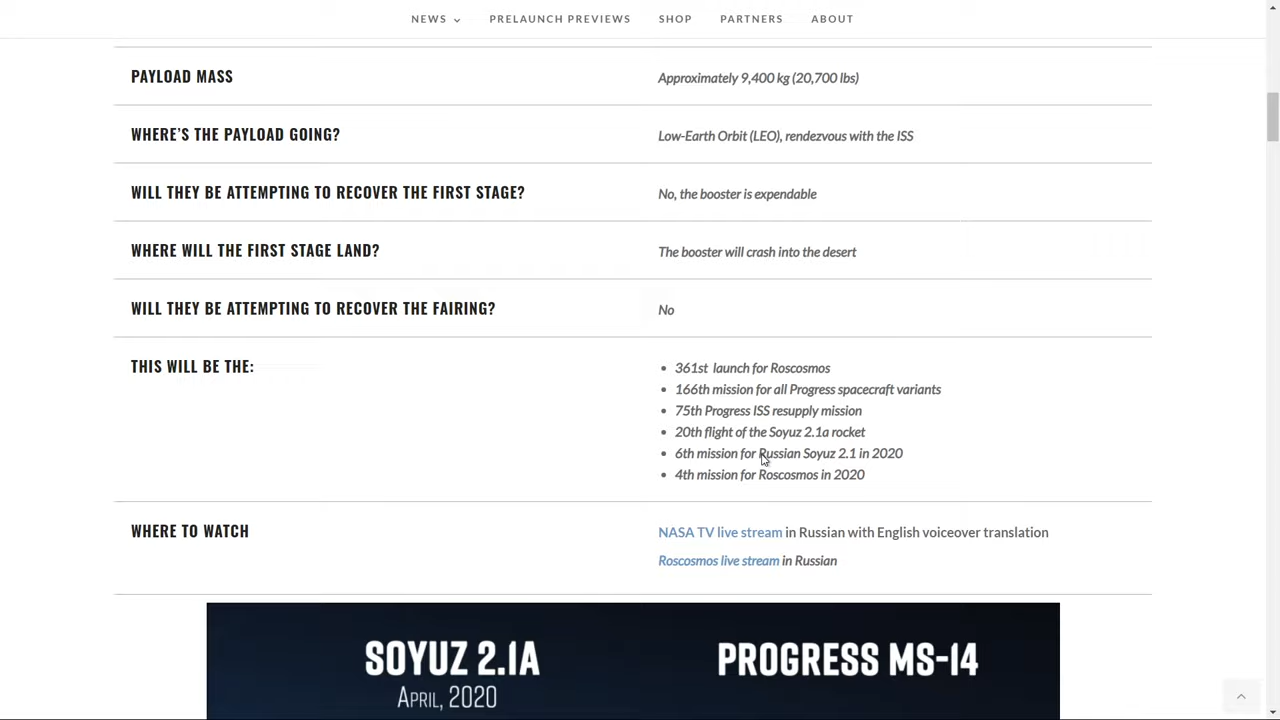 NEWS PRELAUNCH PREVIEWS SHOP PARTNERS ABOUT
PAYLOAD MASS Approximately 9,400 kg (20,700 lbs)
WHERE'S THE PAYLOAD GOING? Low-Earth Orbit (LEO), rendezvous with the ISS
WILL THEY BE ATTEMPTING TO RECOVER THE FIRST STAGE? No, the booster is expendable
WHERE WILL THE FIRST STAGE LAND? The booster will crash into the desert
WILL THEY BE ATTEMPTING TO RECOVER THE FAIRING? No
THIS WILL BE THE: • 361st launch for Roscosmos
• 166th mission for all Progress spacecraft variants
• 75th Progress ISS resupply mission
• 20th flight of the Soyuz 2.1a rocket
• 6th mission for Russian Soyuz 2.1 in 2020
• 4th mission for Roscosmos in 2020
WHERE TO WATCH NASA TV live stream in Russian with English voiceover translation
Roscosmos live stream in Russian
SOYUZ 2.1A PROGRESS MS-14
APRIL, 2020